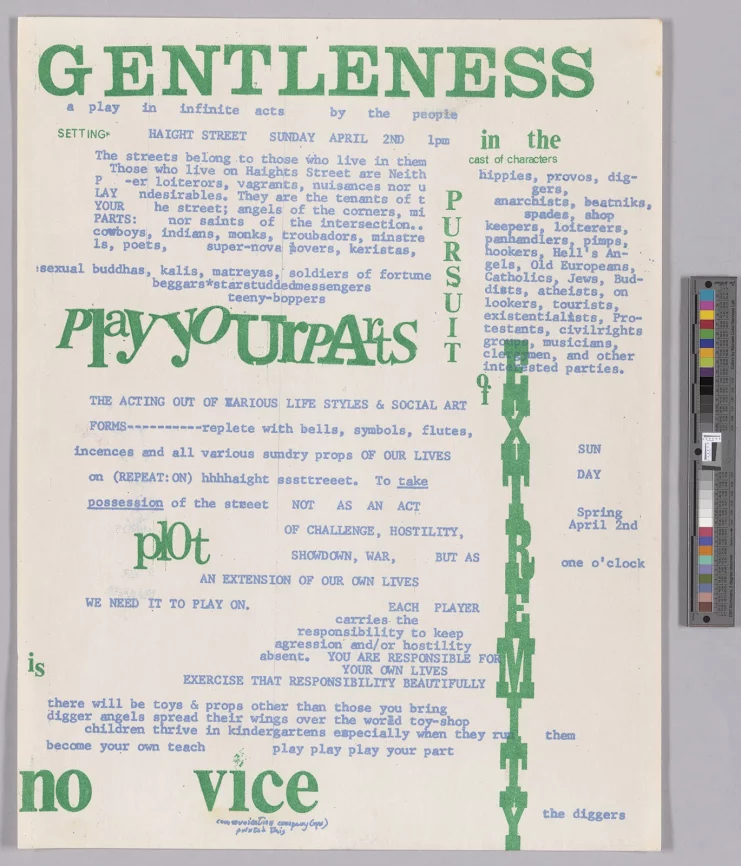 GENTLENESS
a play in infinite acts by the people
SETTING: HAIGHT STREET SUNDAY APRIL 2ND 1pm
in the
cast of characters
The streets belong to those who live in them
Those who live on Haights Street are Neith
P -er loiterors, vagrants, nuisances nor u
LAY ndesirables. They are the tenants of t
YOUR he street; angels of the corners, mi
PARTS: nor saints of the intersection..
cowboys, indians, monks, troubadors, minstre
ls, poets, super-nova movers, keristas,
sexual buddhas, kalis, matreyas, soldiers of fortune
beggars*starstuddedmessengers
teeny-boppers
hippies, provos, dig-
gers,
anarchists, beatniks,
spades, shop
keepers, loiterers,
panhandlers, pimps,
hookers, Hell's An-
gels, Old Europeans,
Catholics, Jews, Bud-
dists, atheists, on
lookers, tourists,
existentialists, Pro-
testants, civilrights
groups, musicians,
clergymen, and other
interested parties.
PURSUIT
of
EXTREMITY
play yoUrpArts
THE ACTING OUT OF VARIOUS LIFE STYLES & SOCIAL ART
FORMS----------replete with bells, symbols, flutes,
incences and all various sundry props OF OUR LIVES
on (REPEAT:ON) hhhhaight sssttreeet. To take
possession of the street NOT AS AN ACT
plOt
OF CHALLENGE, HOSTILITY,
SHOWDOWN, WAR, BUT AS
AN EXTENSION OF OUR OWN LIVES
WE NEED IT TO PLAY ON. EACH PLAYER
carries the
responsibility to keep
agression and/or hostility
absent. YOU ARE RESPONSIBLE FOR
YOUR OWN LIVES
EXERCISE THAT RESPONSIBILITY BEAUTIFULLY
SUN
DAY
Spring
April 2nd
one o'clock
is
there will be toys & props other than those you bring
digger angels spread their wings over the world toy-shop
children thrive in kindergartens especially when they run them
become your own teach play play play your part
no vice
communication company (ups)
printed this
the diggers